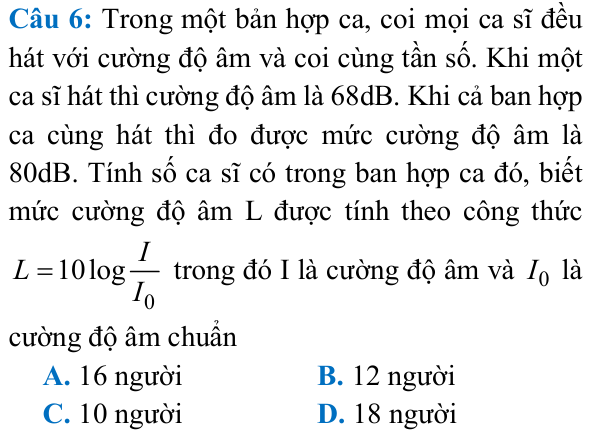 Câu 6: Trong một bản hợp ca, coi mọi ca sĩ đều
hát với cường độ âm và coi cùng tần số. Khi một
ca sĩ hát thì cường độ âm là 68dB. Khi cả ban hợp
ca cùng hát thì đo được mức cường độ âm là
80dB. Tính số ca sĩ có trong ban hợp ca đó, biết
mức cường độ âm L được tính theo công thức
L = 10 log I/I₀ trong đó I là cường độ âm và I₀ là
cường độ âm chuẩn
A. 16 người B. 12 người
C. 10 người D. 18 người